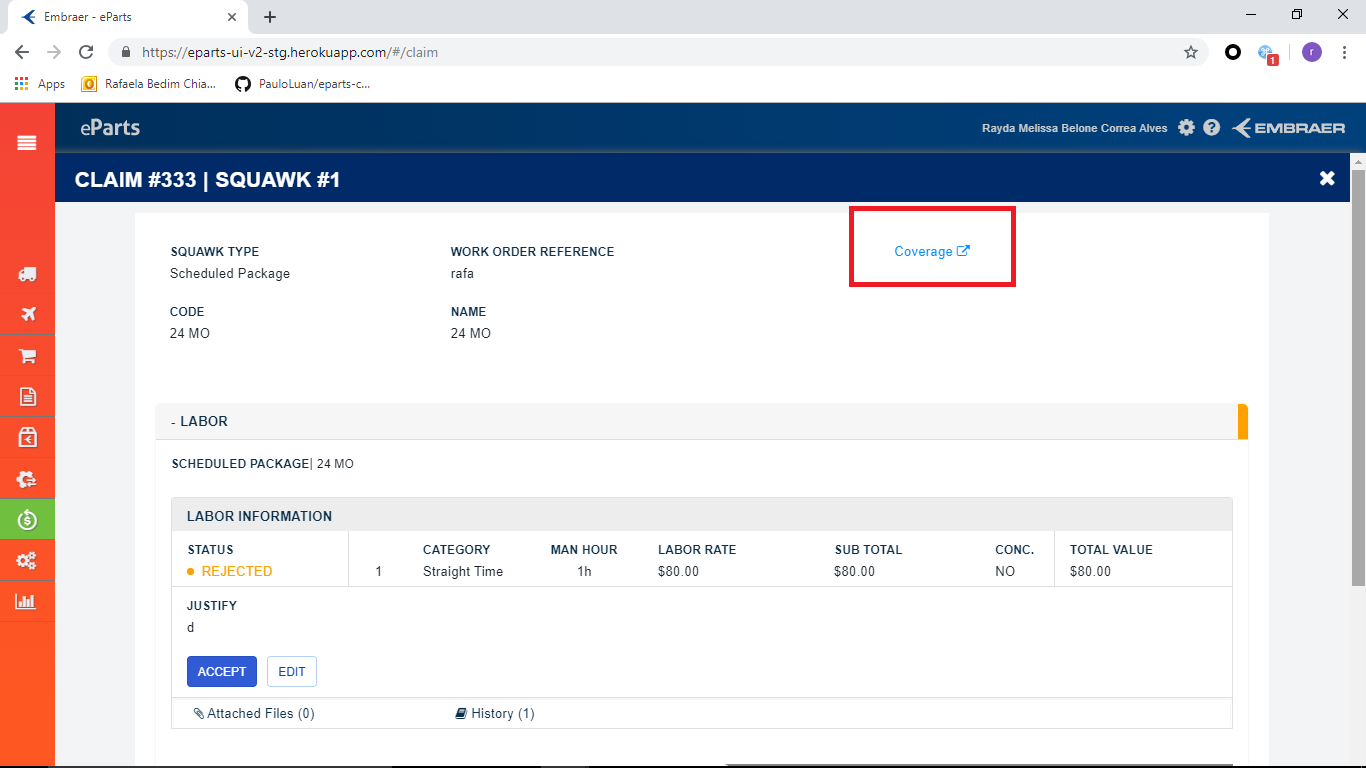 Embraer - eParts
https://eparts-ui-v2-stg.herokuapp.com/#/claim
r
1
Apps
Rafaela Bedim Chia...
PauloLuan/eparts-c...
eParts
Rayda Melissa Belone Correa Alves
EMBRAER
CLAIM #333 | SQUAWK #1
SQUAWK TYPE
WORK ORDER REFERENCE
Coverage
Scheduled Package
rafa
CODE
NAME
24 MO
24 MO
- LABOR
SCHEDULED PACKAGE| 24 MO
LABOR INFORMATION
STATUS CATEGORY MAN HOUR LABOR RATE SUB TOTAL CONC. TOTAL VALUE
REJECTED 1 Straight Time 1h $80.00 $80.00 NO $80.00
JUSTIFY
d
ACCEPT EDIT
Attached Files (0) History (1)